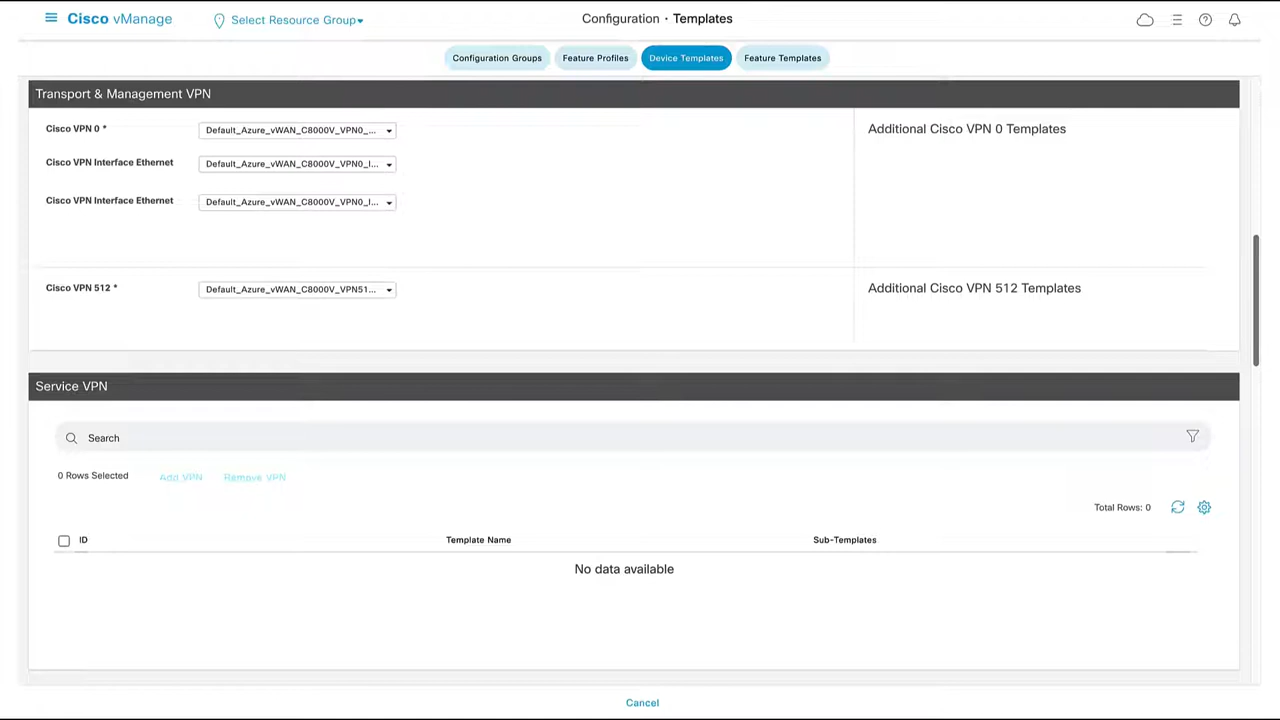 Cisco vManage
Select Resource Group
Configuration · Templates
Configuration Groups
Feature Profiles
Device Templates
Feature Templates
Transport & Management VPN
Cisco VPN 0 *
Default_Azure_vWAN_C8000V_VPN0_...
Additional Cisco VPN 0 Templates
Cisco VPN Interface Ethernet
Default_Azure_vWAN_C8000V_VPN0_I...
Cisco VPN Interface Ethernet
Default_Azure_vWAN_C8000V_VPN0_I...
Cisco VPN 512 *
Default_Azure_vWAN_C8000V_VPN51...
Additional Cisco VPN 512 Templates
Service VPN
Search
0 Rows Selected
Add VPN
Remove VPN
Total Rows: 0
ID
Template Name
Sub-Templates
No data available
Cancel